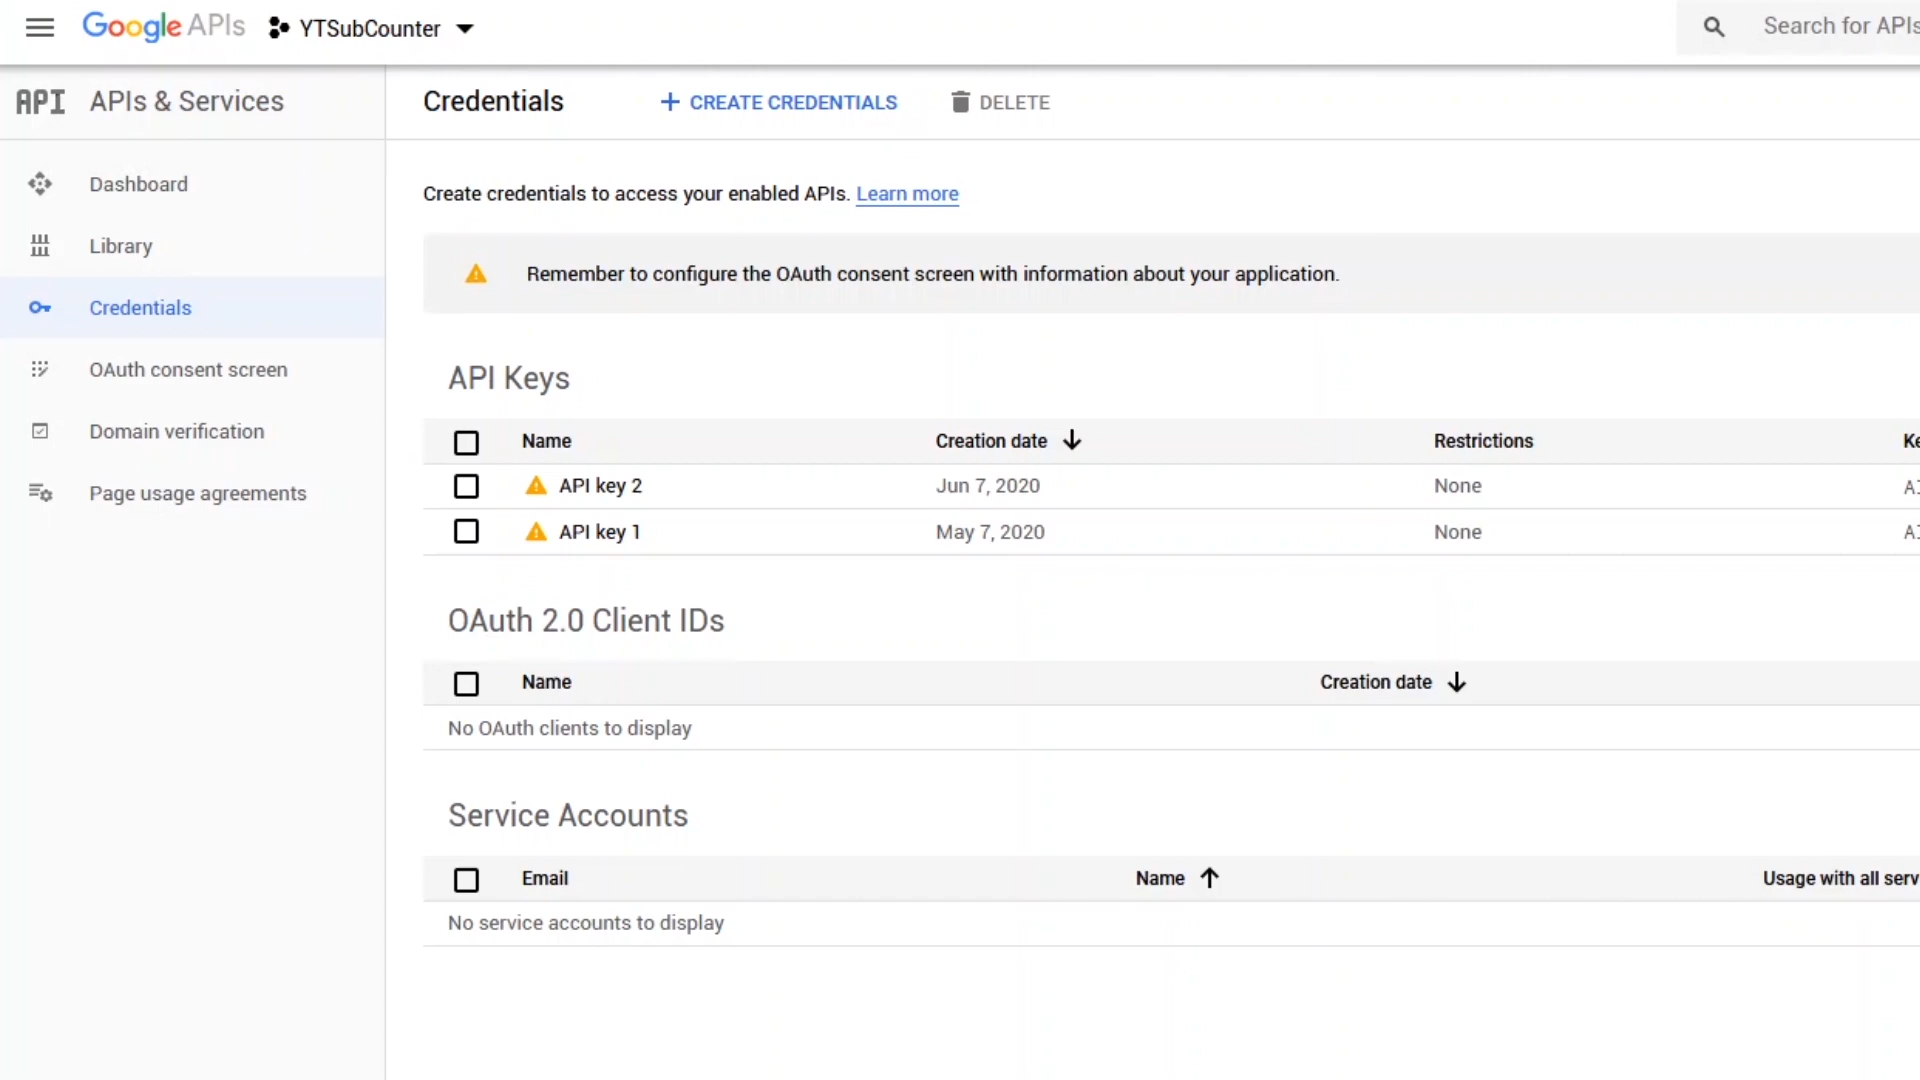 Google APIs YTSubCounter Search for APIs
API APIs & Services Credentials + CREATE CREDENTIALS DELETE
Dashboard
Library
Credentials
OAuth consent screen
Domain verification
Page usage agreements
Create credentials to access your enabled APIs. Learn more
Remember to configure the OAuth consent screen with information about your application.
API Keys
Name Creation date Restrictions
API key 2 Jun 7, 2020 None
API key 1 May 7, 2020 None
OAuth 2.0 Client IDs
Name Creation date
No OAuth clients to display
Service Accounts
Email Name Usage with all serv
No service accounts to display